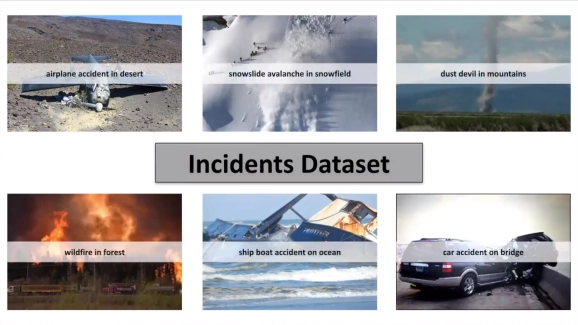 airplane accident in desert
snowslide avalanche in snowfield
dust devil in mountains
Incidents Dataset
wildfire in forest
ship boat accident on ocean
car accident on bridge